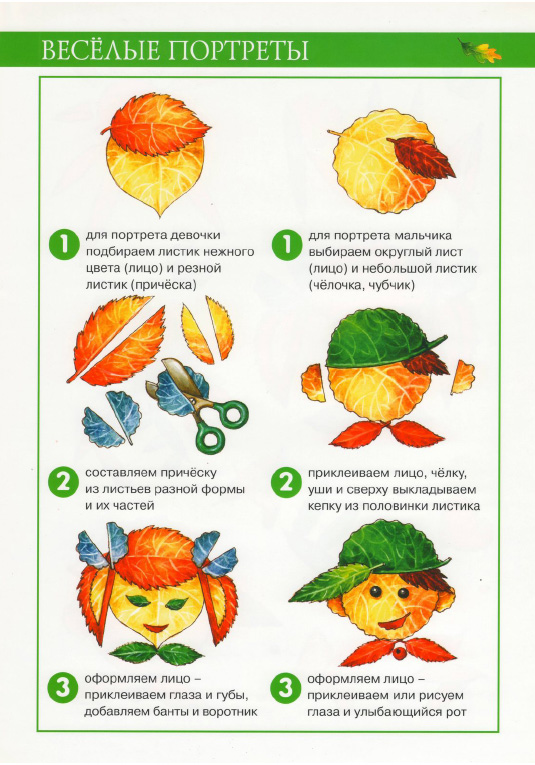 ВЕСЁЛЫЕ ПОРТРЕТЫ
1
для портрета девочки
подбираем листик нежного
цвета (лицо) и резной
листик (причёска)
1
для портрета мальчика
выбираем округлый лист
(лицо) и небольшой листик
(чёлочка, чубчик)
2
составляем причёску
из листьев разной формы
и их частей
2
приклеиваем лицо, чёлку,
уши и сверху выкладываем
кепку из половинки листика
3
оформляем лицо –
приклеиваем глаза и губы,
добавляем банты и воротник
3
оформляем лицо –
приклеиваем или рисуем
глаза и улыбающийся рот